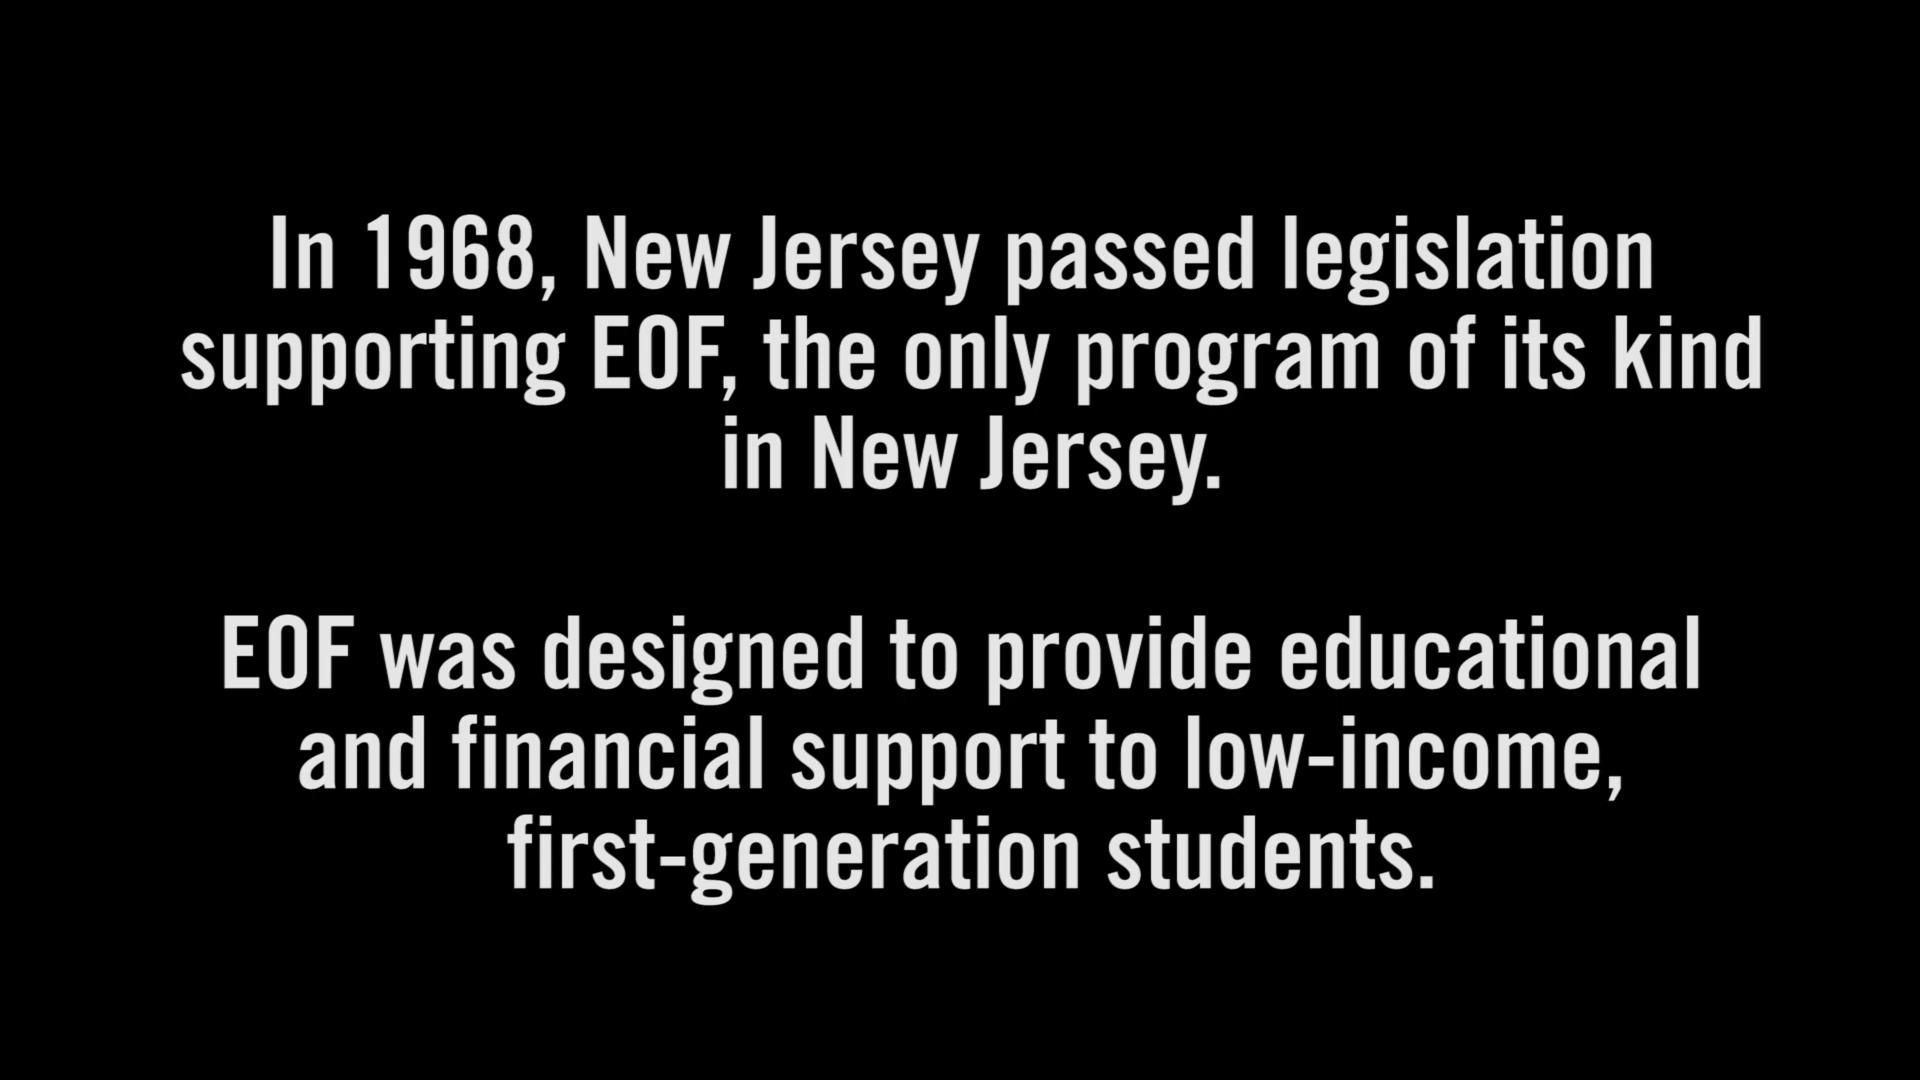 In 1968, New Jersey passed legislation
supporting EOF, the only program of its kind
in New Jersey.
EOF was designed to provide educational
and financial support to low-income,
first-generation students.